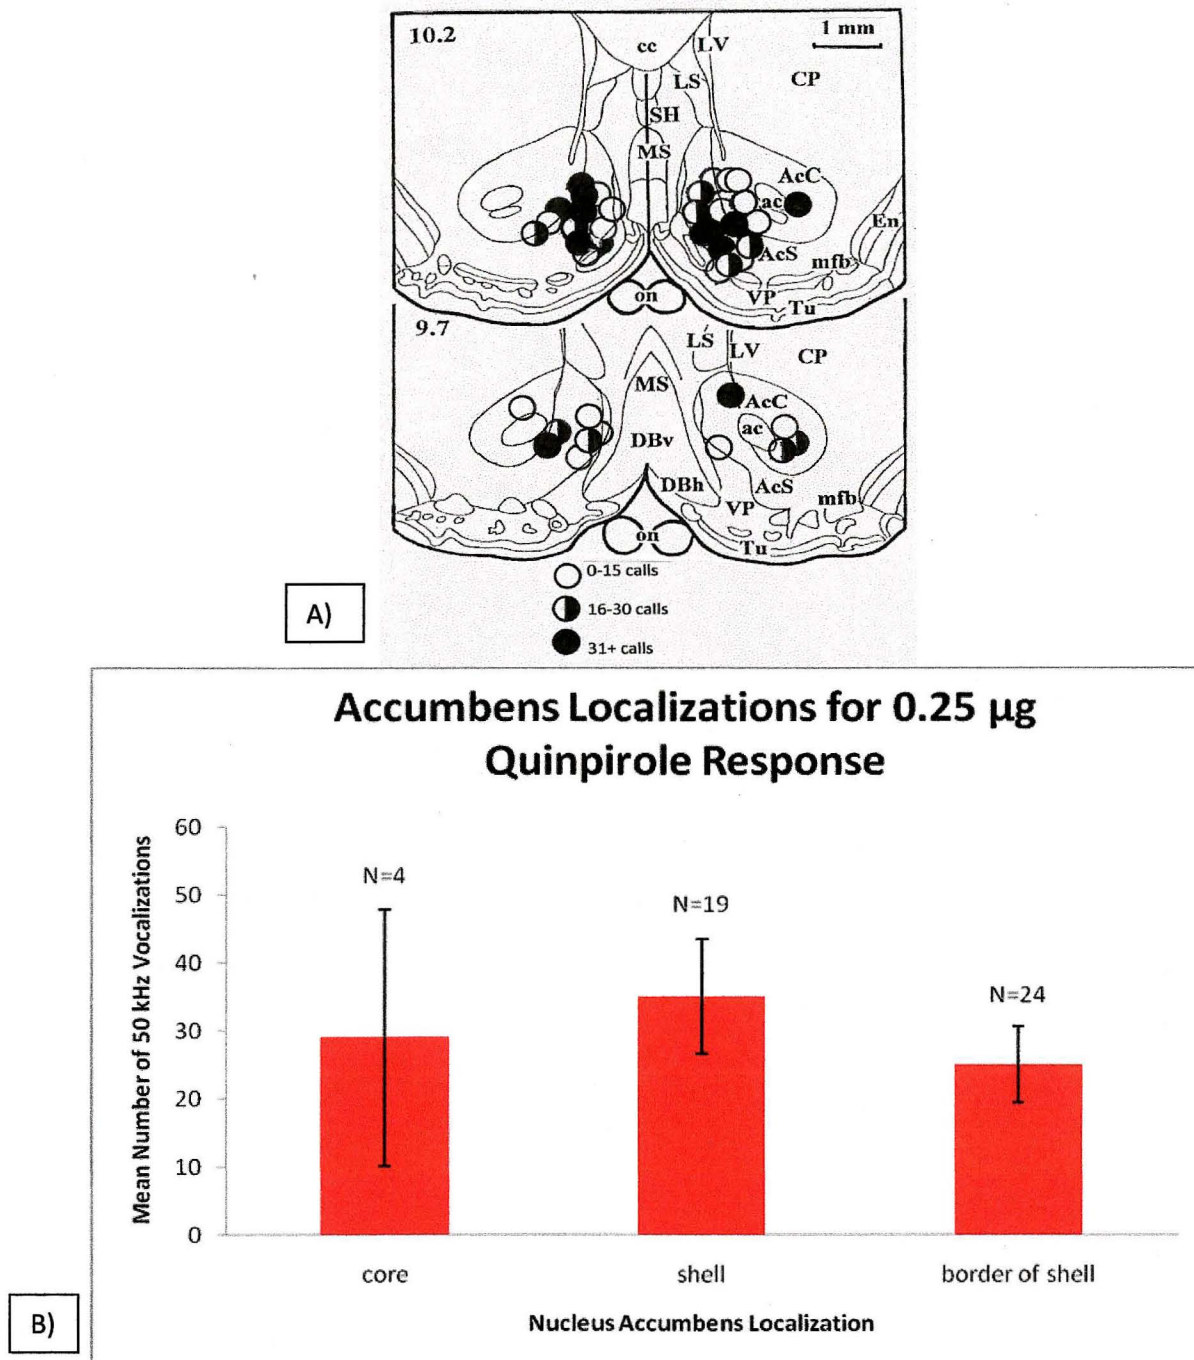 10.2
1 mm
cc
LV
LS
CP
SH
MS
AcC
ac
En
AcS
mfb
VP
Tu
on
9.7
LS
LV
CP
MS
AcC
ac
DBv
DBh
AcS
VP
mfb
on
Tu
0-15 calls
16-30 calls
31+ calls
A)
Accumbens Localizations for 0.25 µg
Quinpirole Response
Mean Number of 50 kHz Vocalizations
60
50
40
30
20
10
0
N=4
N=19
N=24
core
shell
border of shell
Nucleus Accumbens Localization
B)